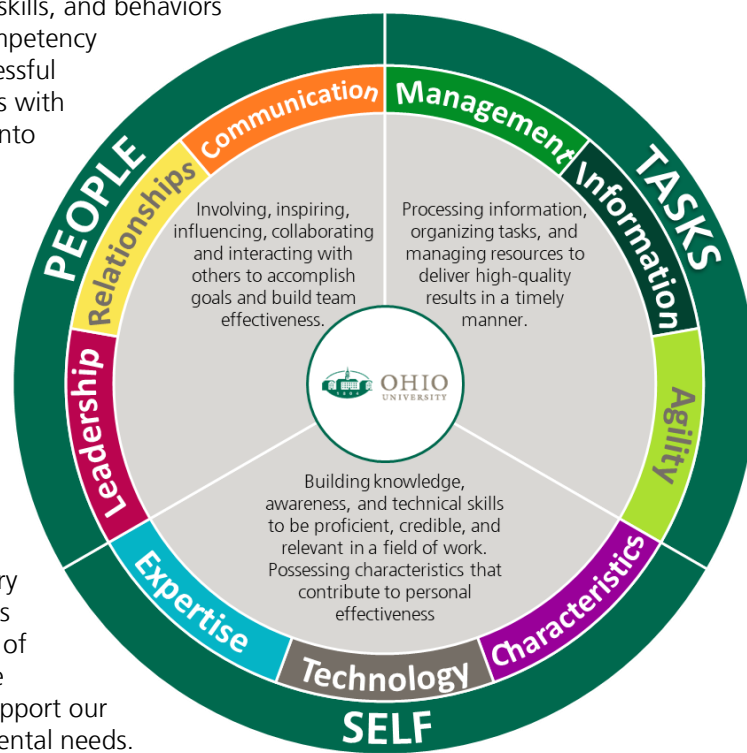 skills, and behaviors
mpetency
essful
s with
nto
PEOPLE
TASKS
SELF
Communication
Management
Relationships
Information
Leadership
Agility
Expertise
Technology
Characteristics
Involving, inspiring,
influencing, collaborating
and interacting with
others to accomplish
goals and build team
effectiveness.
Processing information,
organizing tasks, and
managing resources to
deliver high-quality
results in a timely
manner.
OHIO
UNIVERSITY
Building knowledge,
awareness, and technical skills
to be proficient, credible, and
relevant in a field of work.
Possessing characteristics that
contribute to personal
effectiveness
ry
s
of
e
pport our
ental needs.